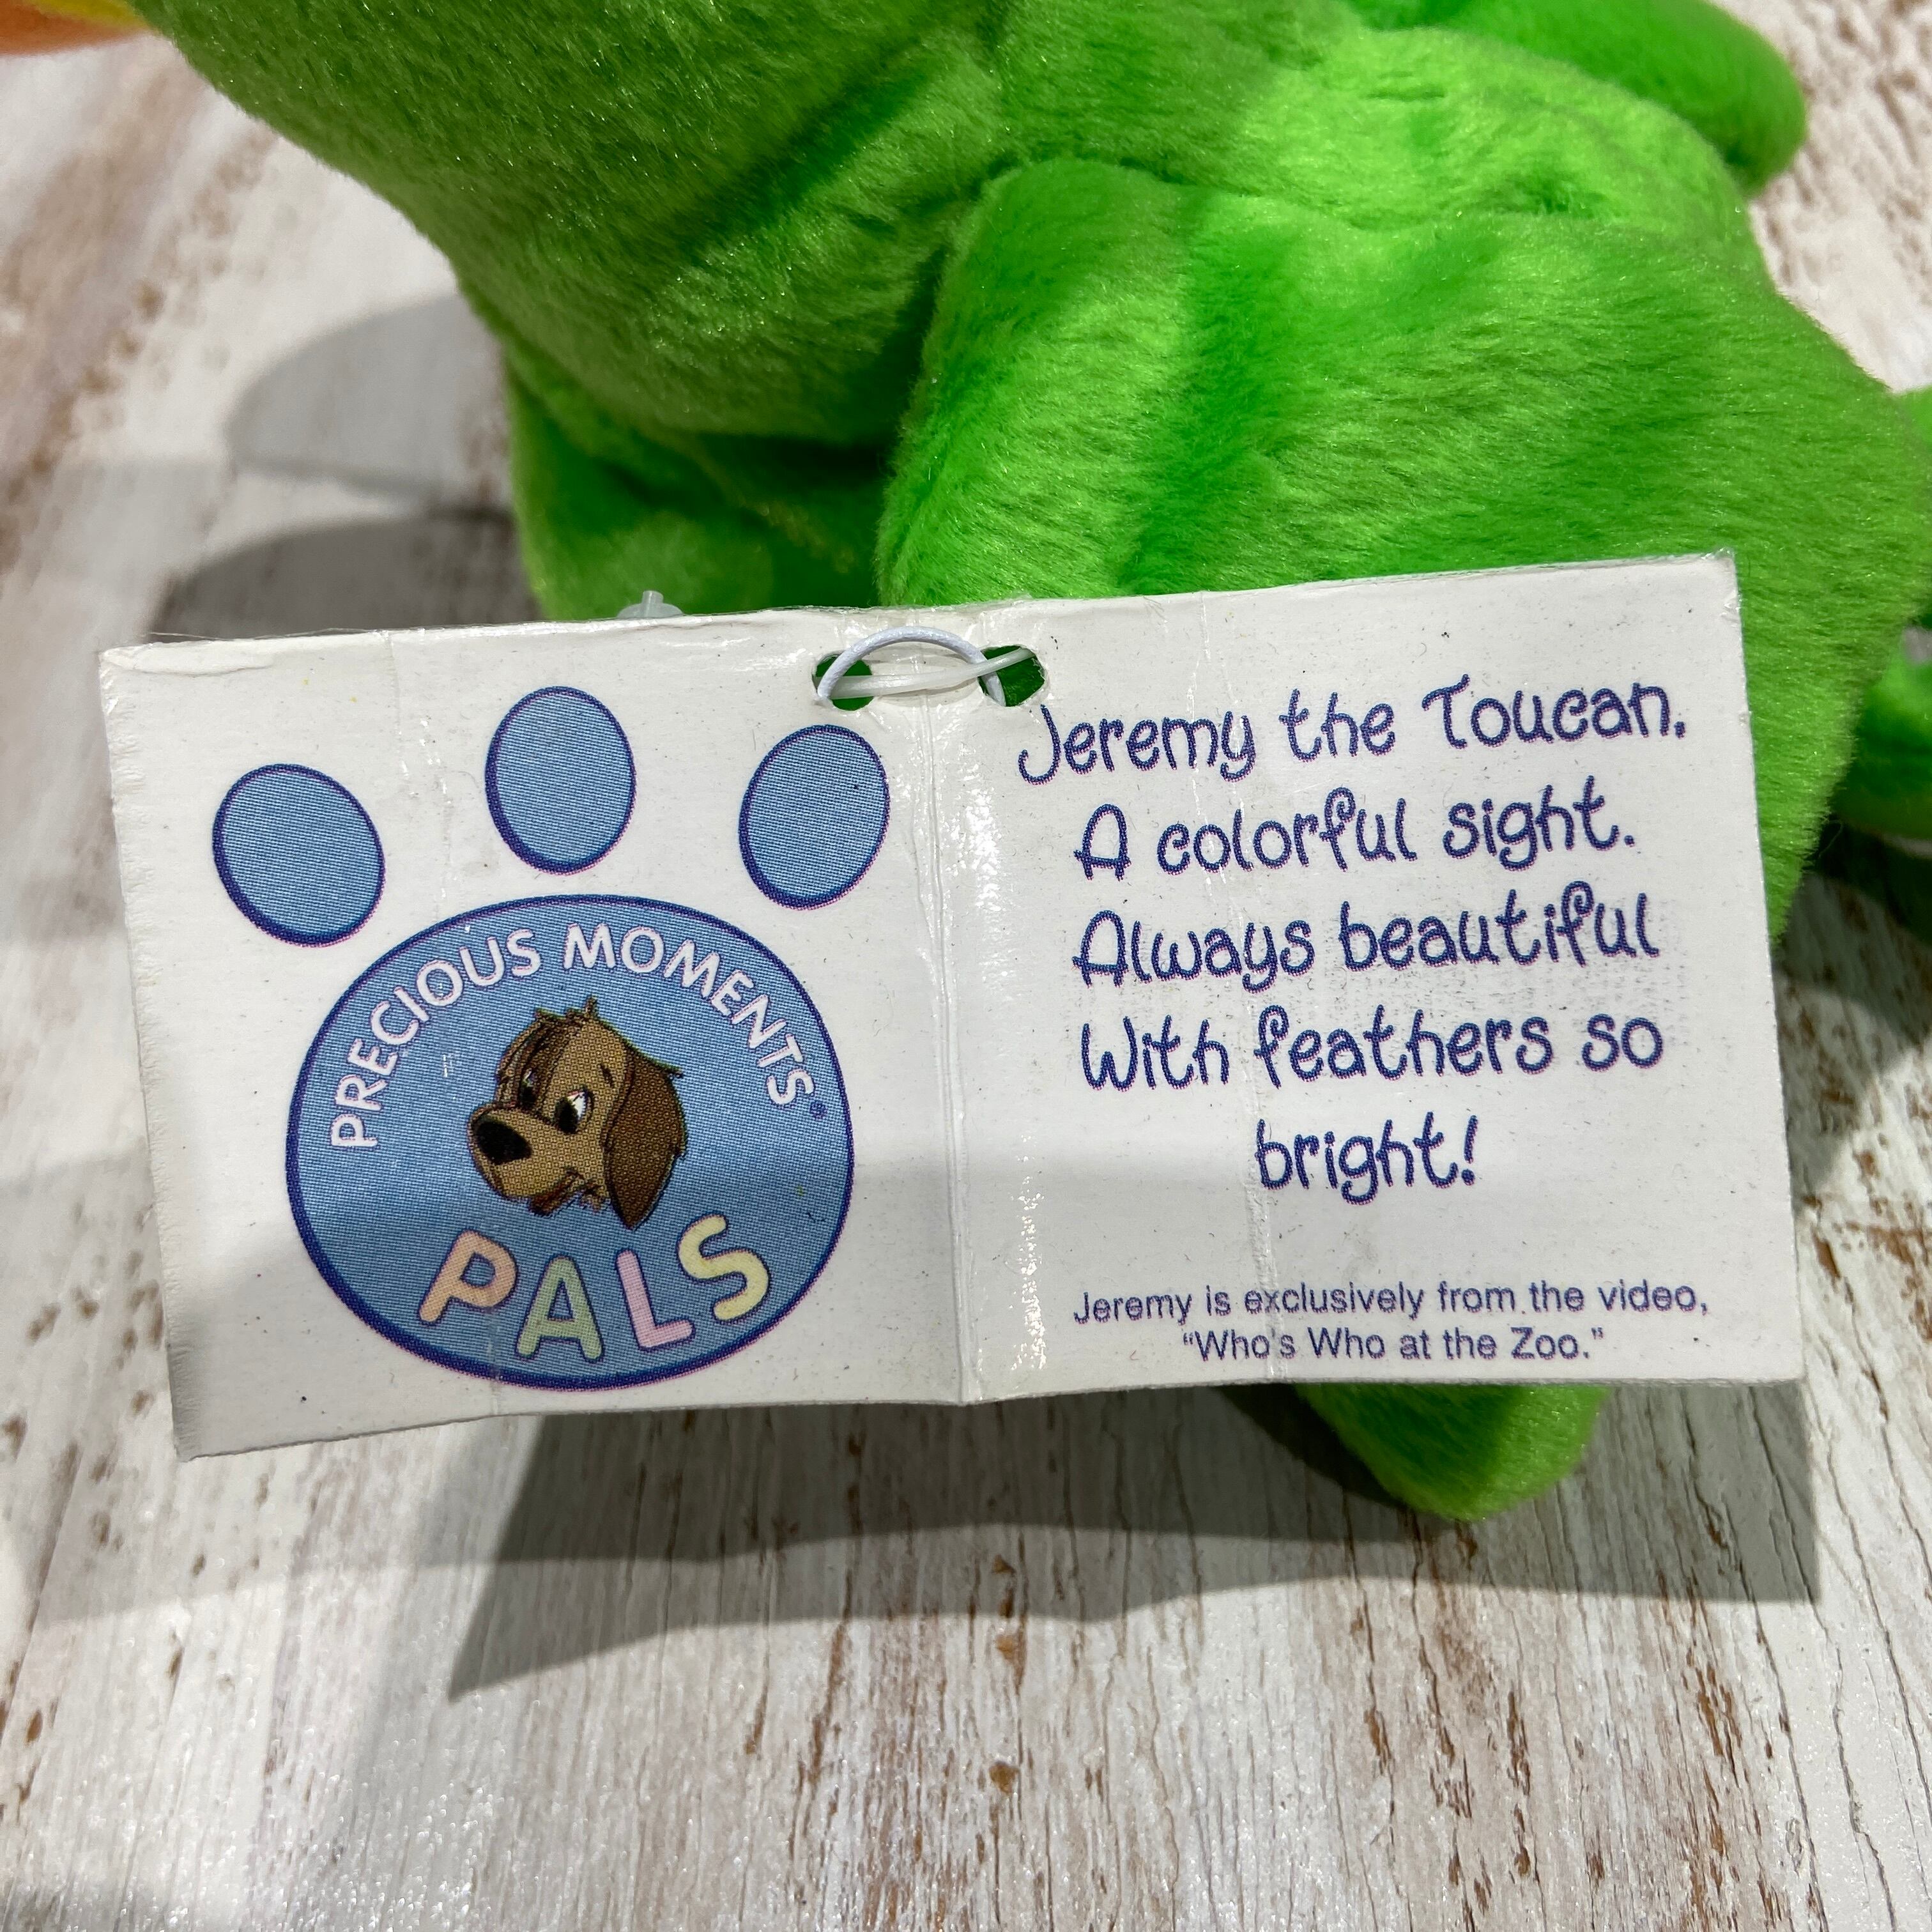 PRECIOUS MOMENTS®
PALS
Jeremy the Toucan.
A colorful sight.
Always beautiful
With feathers so
bright!
Jeremy is exclusively from the video,
“Who's Who at the Zoo.”